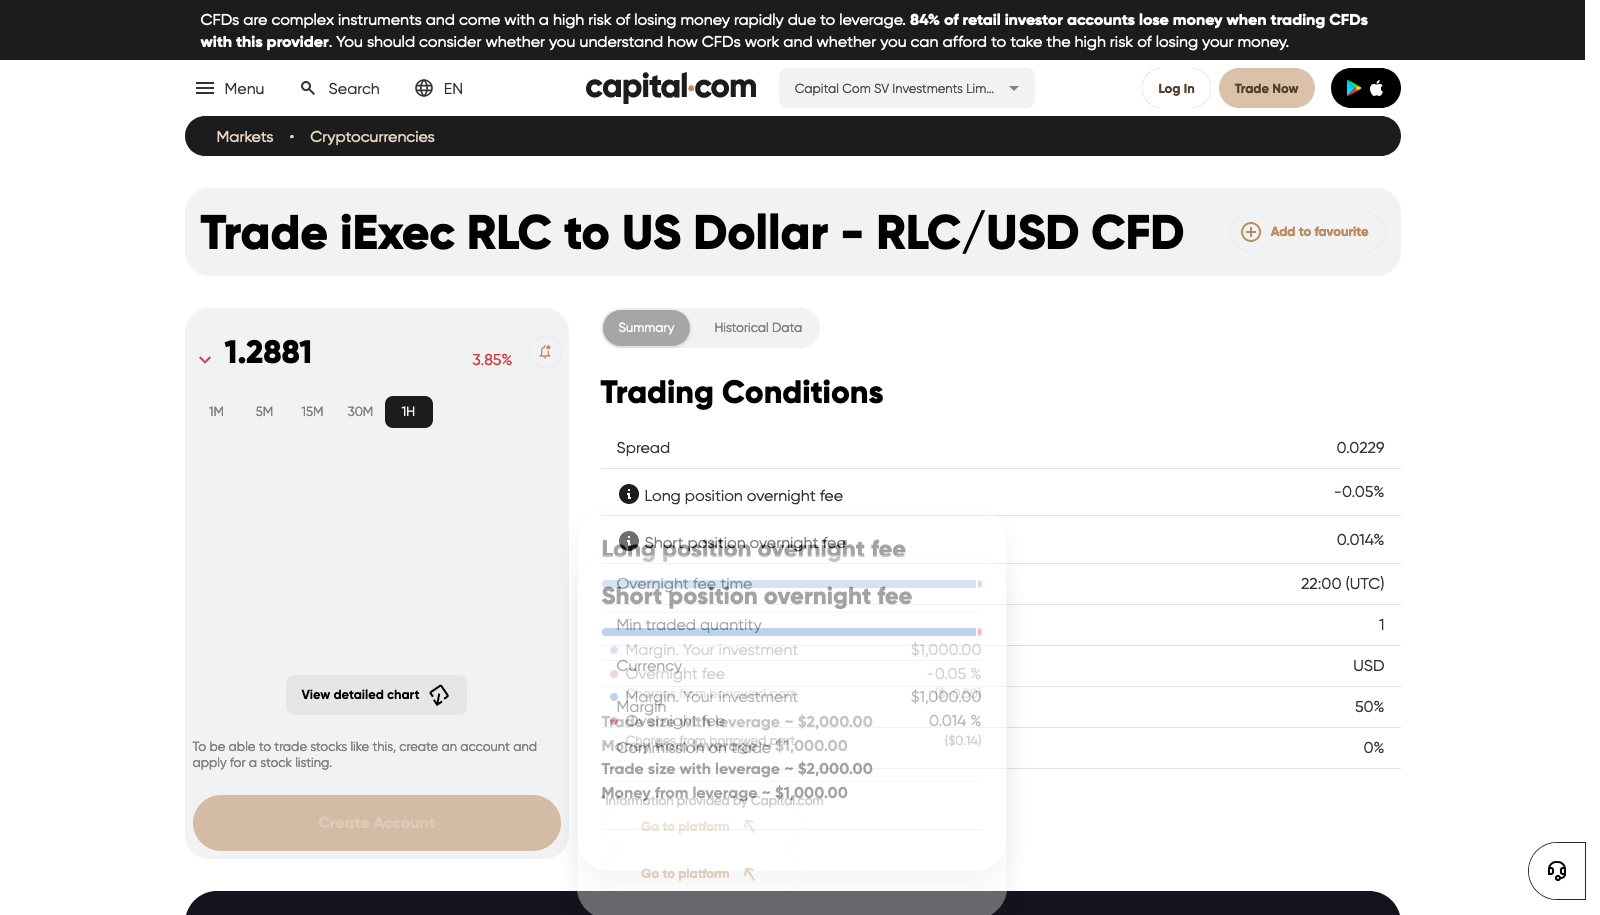 CFDs are complex instruments and come with a high risk of losing money rapidly due to leverage. 84% of retail investor accounts lose money when trading CFDs
with this provider. You should consider whether you understand how CFDs work and whether you can afford to take the high risk of losing your money.
Menu Search EN capital.com Capital Com SV Investments Lim... Log In Trade Now
Markets • Cryptocurrencies
Trade iExec RLC to US Dollar - RLC/USD CFD Add to favourite
1.2881 3.85%
1M 5M 15M 30M 1H
View detailed chart
To be able to trade stocks like this, create an account and
apply for a stock listing.
Create Account
Summary Historical Data
Trading Conditions
Spread 0.0229
Long position overnight fee -0.05%
Short position overnight fee 0.014%
Overnight fee time 22:00 (UTC)
Min traded quantity 1
Currency USD
Margin 50%
Commission on trade 0%
Long position overnight fee
Margin. Your investment $1,000.00
Overnight fee -0.05 %
Charges from borrowed part
Trade size with leverage ~ $2,000.00
Money from leverage ~ $1,000.00
Go to platform
Short position overnight fee
Margin. Your investment $1,000.00
Overnight fee 0.014 %
Charges from borrowed part ($0.14)
Trade size with leverage ~ $2,000.00
Money from leverage ~ $1,000.00
Go to platform
*Information provided by Capital.com